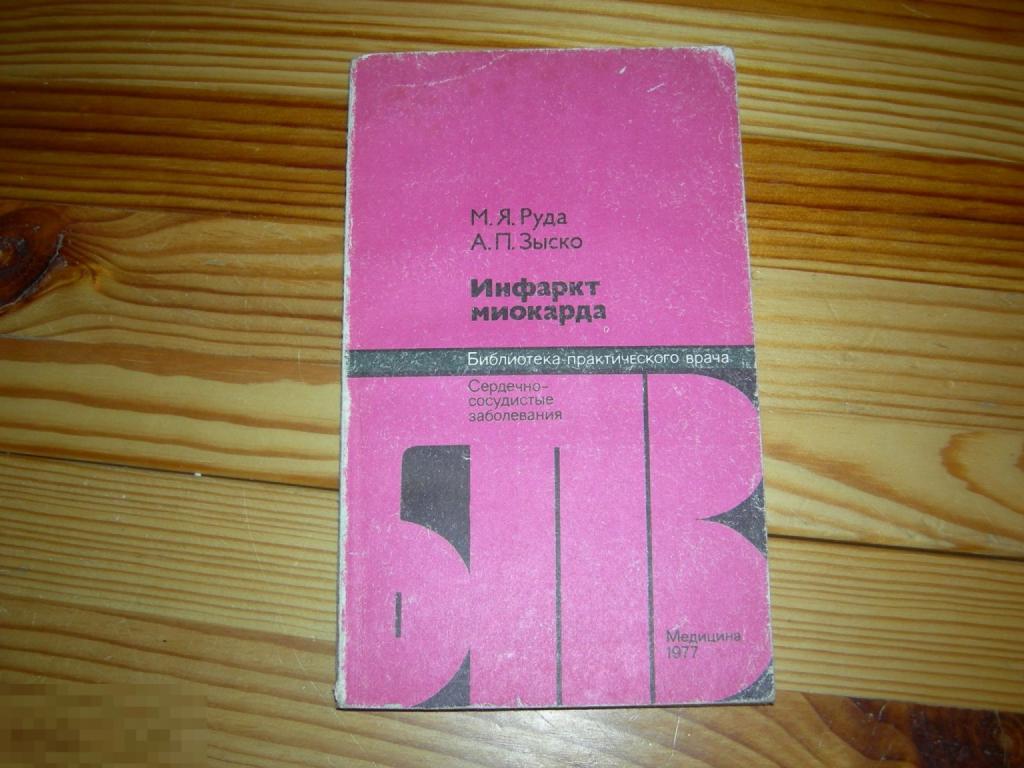 М. Я. Руда
А. П. Зыско
Инфаркт
миокарда
Библиотека практического врача
Сердечно-
сосудистые
заболевания
БПВ
Медицина
1977